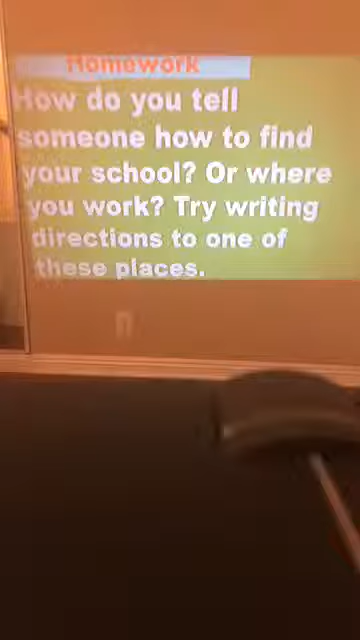 Homework
How do you tell
someone how to find
your school? Or where
you work? Try writing
directions to one of
these places.